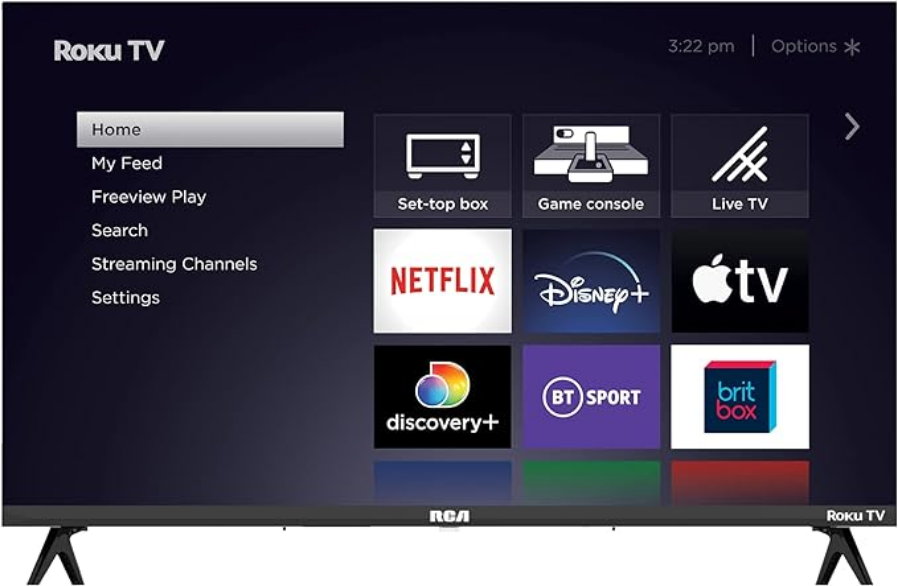 Roku TV
3:22 pm | Options
Home
My Feed
Freeview Play
Search
Streaming Channels
Settings
Set-top box
Game console
Live TV
NETFLIX
Disney+
tv
discovery+
BT SPORT
brit
box
RCA
Roku TV